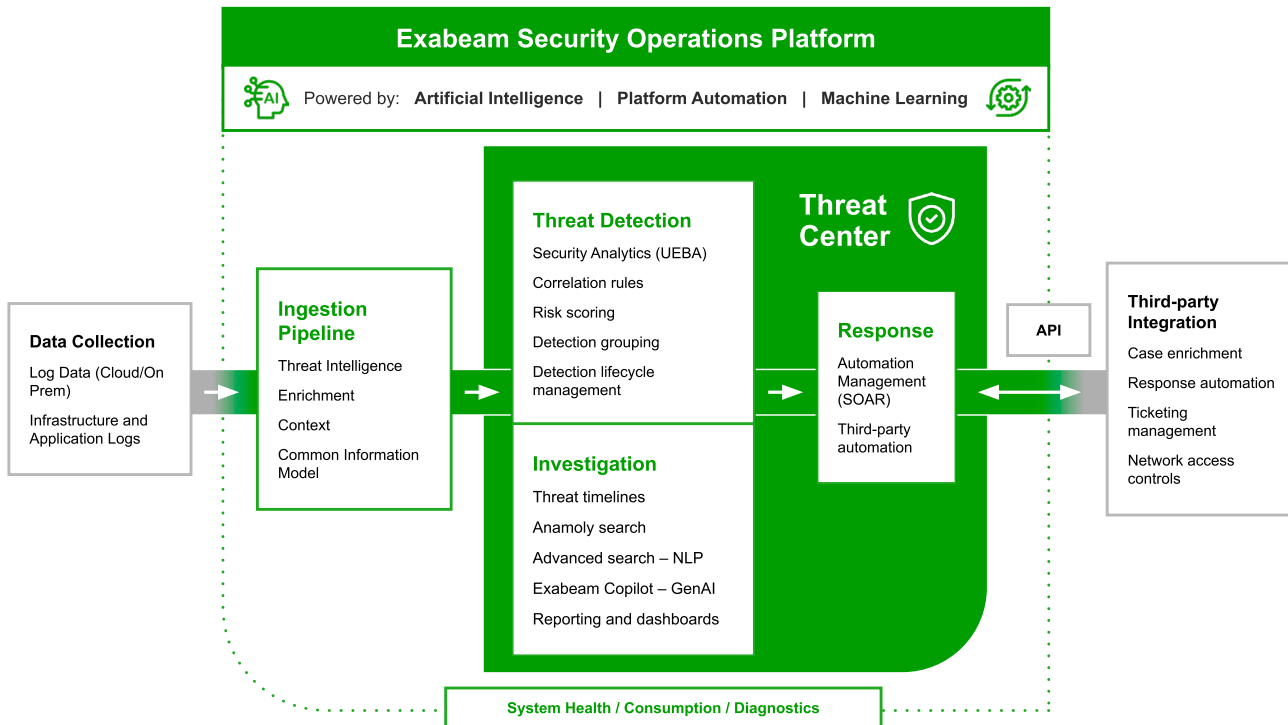 Exabeam Security Operations Platform
AI
Powered by: Artificial Intelligence | Platform Automation | Machine Learning
Data Collection
Log Data (Cloud/On
Prem)
Infrastructure and
Application Logs
Ingestion
Pipeline
Threat Intelligence
Enrichment
Context
Common Information
Model
Threat Detection
Security Analytics (UEBA)
Correlation rules
Risk scoring
Detection grouping
Detection lifecycle
management
Investigation
Threat timelines
Anamoly search
Advanced search – NLP
Exabeam Copilot – GenAI
Reporting and dashboards
Threat
Center
Response
Automation
Management
(SOAR)
Third-party
automation
API
Third-party
Integration
Case enrichment
Response automation
Ticketing
management
Network access
controls
System Health / Consumption / Diagnostics